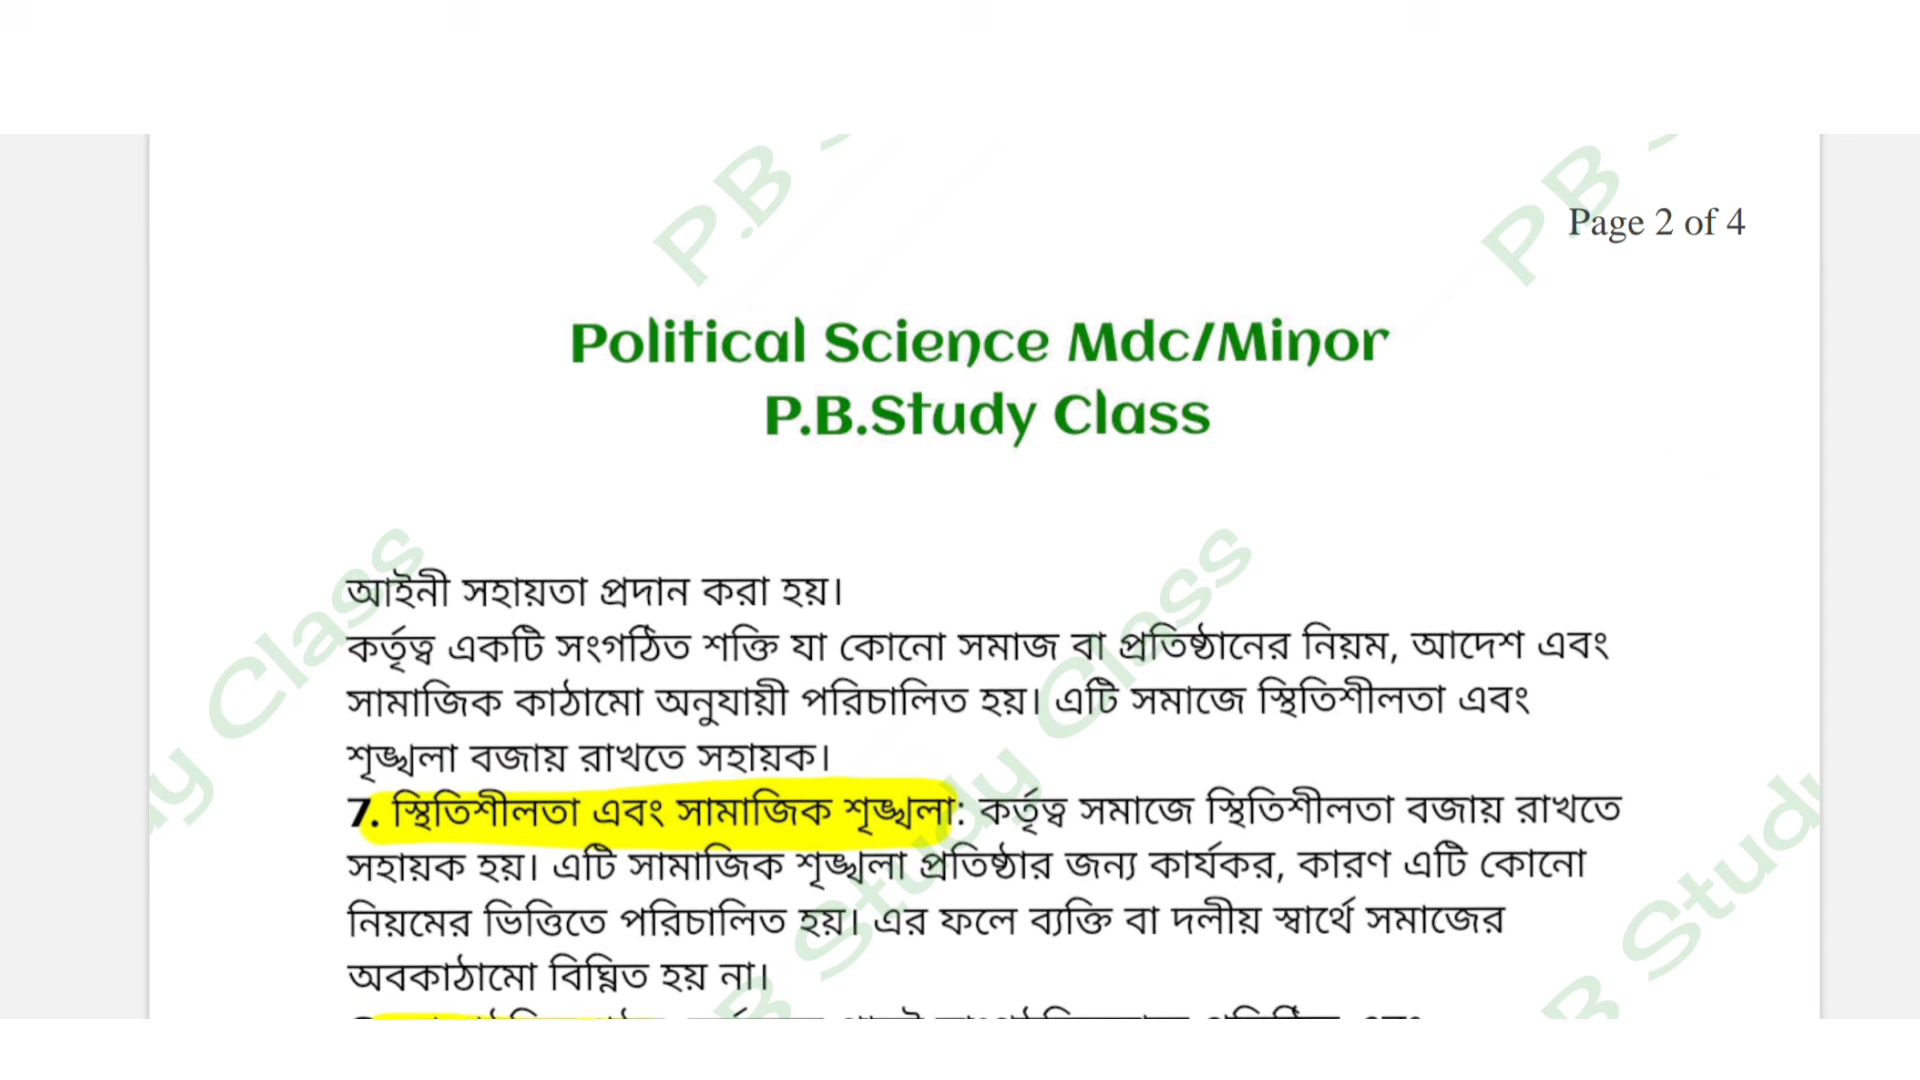 Page 2 of 4
Political Science Mdc/Minor
P.B.Study Class
আইনী সহায়তা প্রদান করা হয়।
কর্তৃত্ব একটি সংগঠিত শক্তি যা কোনো সমাজ বা প্রতিষ্ঠানের নিয়ম, আদেশ এবং
সামাজিক কাঠামো অনুযায়ী পরিচালিত হয়। এটি সমাজে স্থিতিশীলতা এবং
শৃঙ্খলা বজায় রাখতে সহায়ক।
7. স্থিতিশীলতা এবং সামাজিক শৃঙ্খলা: কর্তৃত্ব সমাজে স্থিতিশীলতা বজায় রাখতে
সহায়ক হয়। এটি সামাজিক শৃঙ্খলা প্রতিষ্ঠার জন্য কার্যকর, কারণ এটি কোনো
নিয়মের ভিত্তিতে পরিচালিত হয়। এর ফলে ব্যক্তি বা দলীয় স্বার্থে সমাজের
অবকাঠামো বিঘ্নিত হয় না।